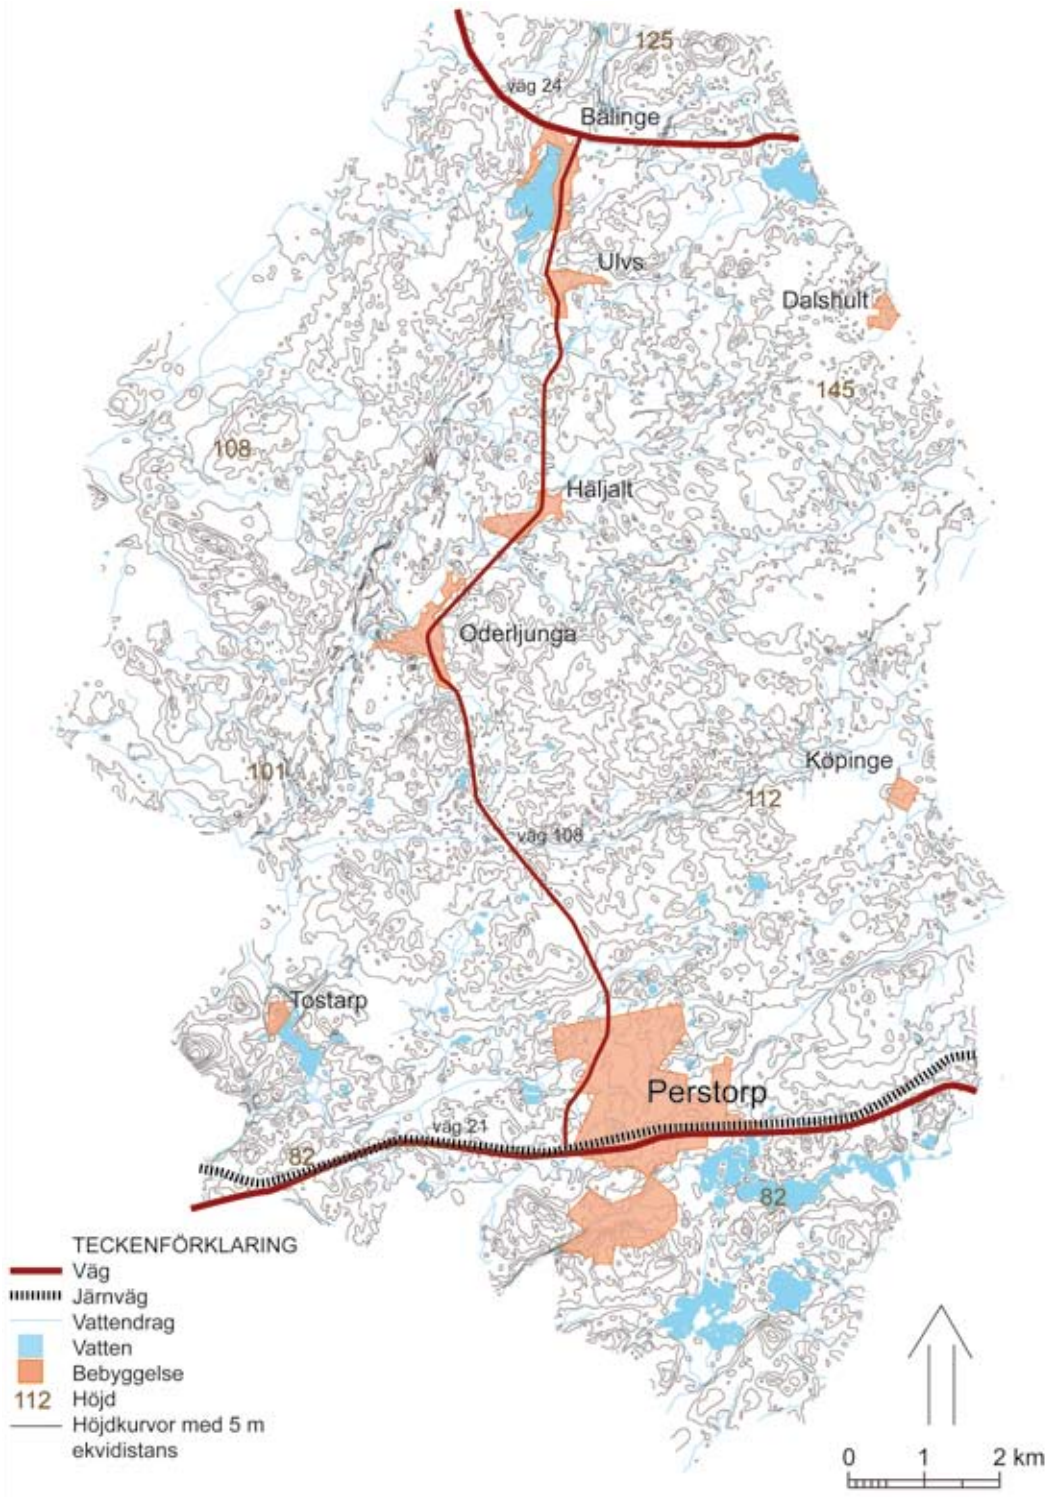 125
väg 24
Bälinge
Ulvs
Dalshult
145
108
Häljalt
Oderljunga
Köpinge
101
112
väg 108
Tostarp
Perstorp
väg 21
82
82
TECKENFÖRKLARING
Väg
Järnväg
Vattendrag
Vatten
Bebyggelse
112 Höjd
Höjdkurvor med 5 m
ekvidistans
0 1 2 km